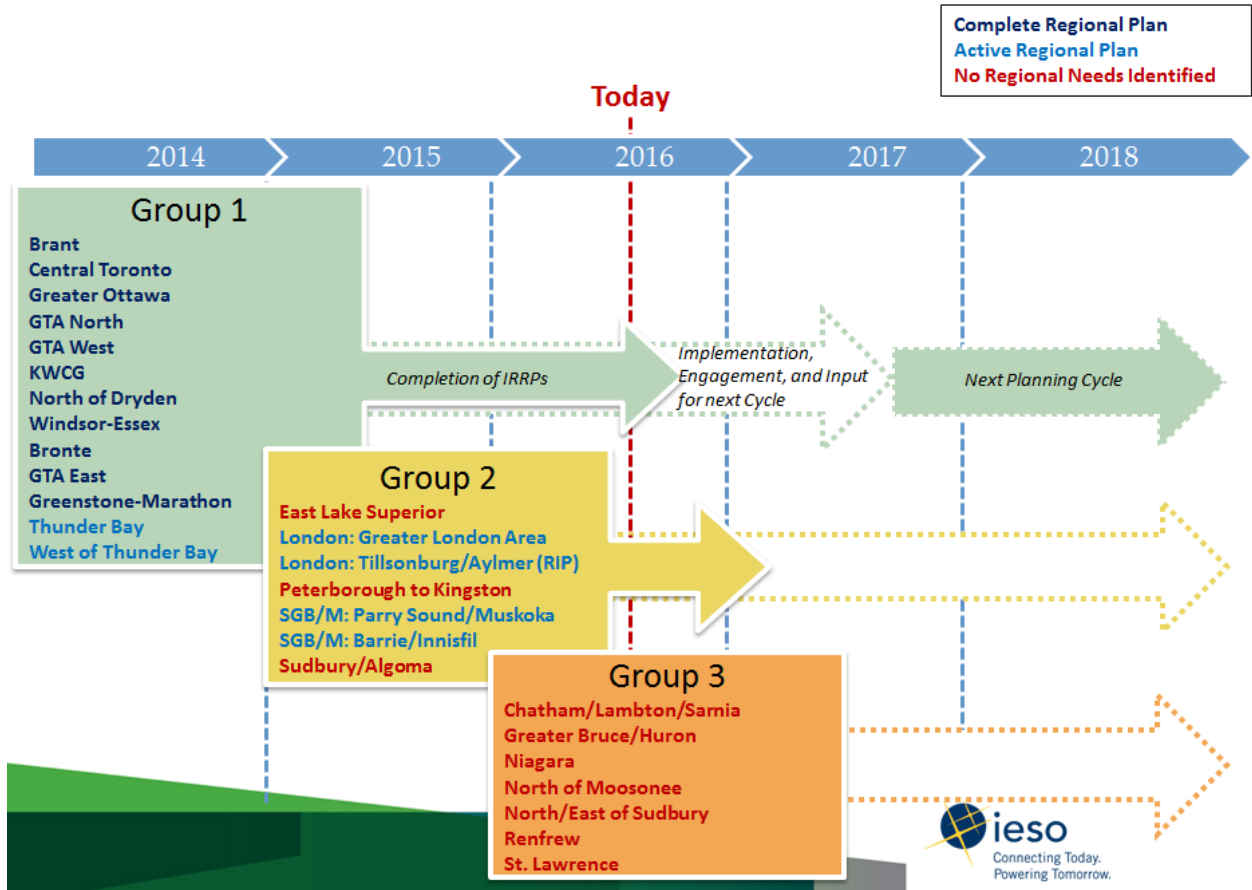 Complete Regional Plan
Active Regional Plan
No Regional Needs Identified
Today
2014
2015
2016
2017
2018
Group 1
Brant
Central Toronto
Greater Ottawa
GTA North
GTA West
KWCG
North of Dryden
Windsor-Essex
Bronte
GTA East
Greenstone-Marathon
Thunder Bay
West of Thunder Bay
Completion of IRRPs
Implementation,
Engagement, and Input
for next Cycle
Next Planning Cycle
Group 2
East Lake Superior
London: Greater London Area
London: Tillsonburg/Aylmer (RIP)
Peterborough to Kingston
SGB/M: Parry Sound/Muskoka
SGB/M: Barrie/Innisfil
Sudbury/Algoma
Group 3
Chatham/Lambton/Sarnia
Greater Bruce/Huron
Niagara
North of Moosonee
North/East of Sudbury
Renfrew
St. Lawrence
ieso
Connecting Today.
Powering Tomorrow.